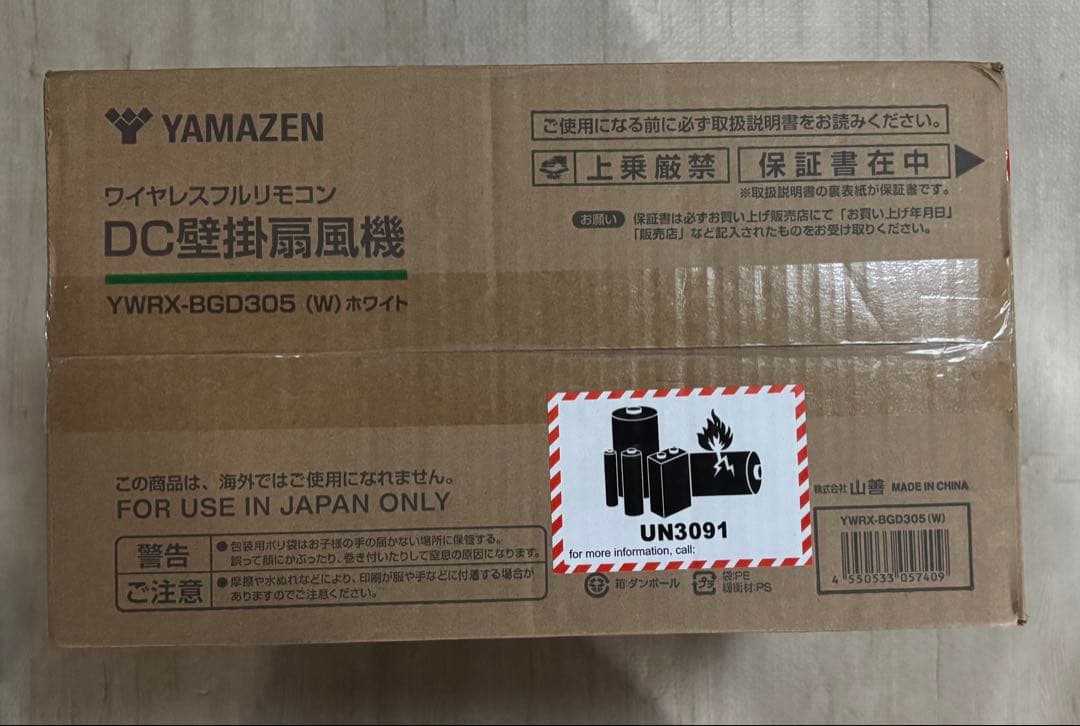 YAMAZEN
ワイヤレスフルリモコン
DC壁掛扇風機
YWRX-BGD305 (W) ホワイト
ご使用になる前に必ず取扱説明書をお読みください。
上乗厳禁
保証書在中
※取扱説明書の裏表紙が保証書です。
お願い 保証書は必ずお買い上げ販売店にて「お買い上げ年月日」
「販売店」など記入されたものをお受け取りください。
この商品は、海外ではご使用になれません。
FOR USE IN JAPAN ONLY
警告
●包装用ポリ袋はお子様の手の届かない場所に保管する。
誤って顔にかぶったり、巻き付いたりして窒息の原因になります。
ご注意
●摩擦や水ぬれなどにより、印刷が服や手などに付着する場合が
ありますのでご注意ください。
UN3091
for more information, call:
箱:ダンボール
プラ
袋:PE
緩衝材:PS
株式会社 山善 MADE IN CHINA
YWRX-BGD305 (W)
4 550533 057409